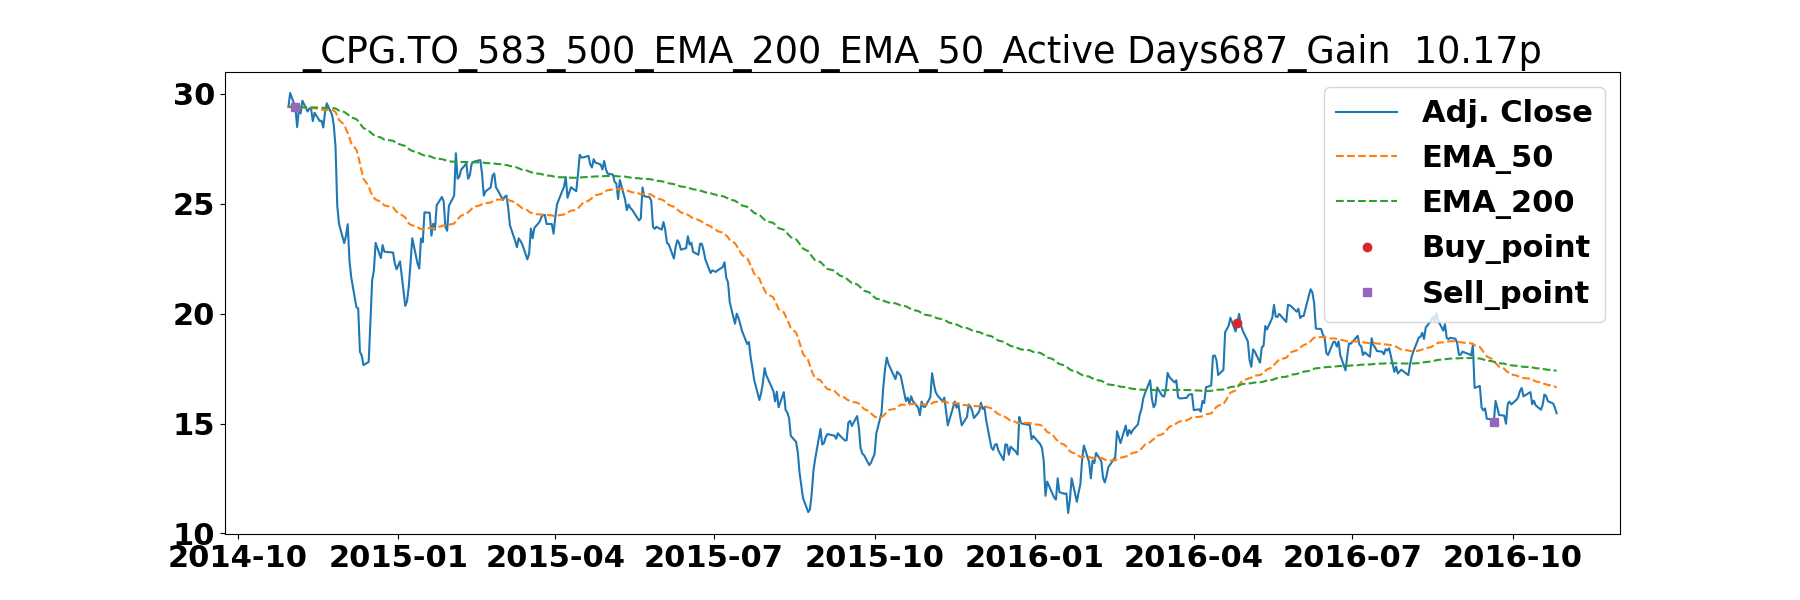 _CPG.TO_583_500_EMA_200_EMA_50_Active Days687_Gain  10.17p
30
25
20
15
10
Adj. Close
EMA_50
EMA_200
Buy_point
Sell_point
2014-10 2015-01 2015-04 2015-07 2015-10 2016-01 2016-04 2016-07 2016-10